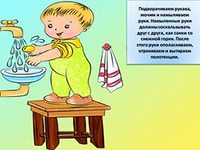 Подворачиваем рукава,
мочим и намыливаем
руки. Намыленные руки
должны соскальзывать
друг с друга, как санки со
снежной горки. После
этого руки ополаскиваем,
отряхиваем и вытираем
полотенцем.